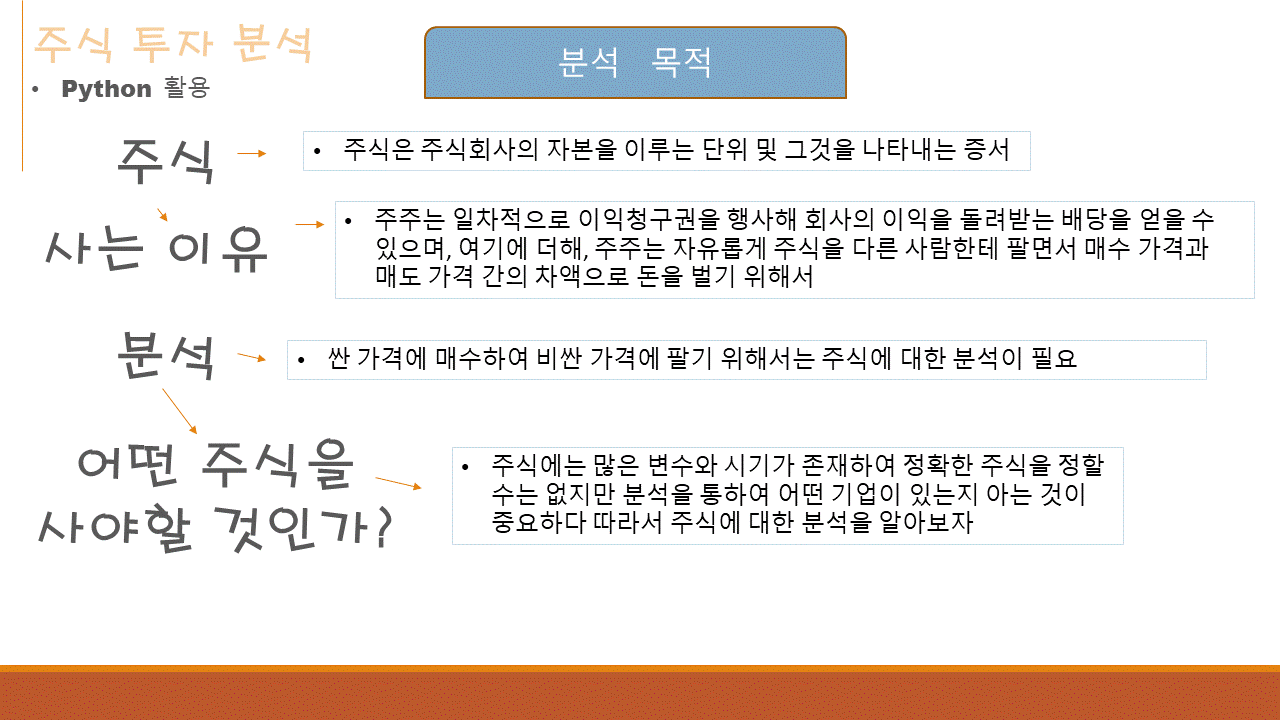 주식 투자 분석
• Python 활용
분석 목적
주식
• 주식은 주식회사의 자본을 이루는 단위 및 그것을 나타내는 증서
사는 이유
• 주주는 일차적으로 이익청구권을 행사해 회사의 이익을 돌려받는 배당을 얻을 수
있으며, 여기에 더해, 주주는 자유롭게 주식을 다른 사람한테 팔면서 매수 가격과
매도 가격 간의 차액으로 돈을 벌기 위해서
분석
• 싼 가격에 매수하여 비싼 가격에 팔기 위해서는 주식에 대한 분석이 필요
어떤 주식을
사야할 것인가?
• 주식에는 많은 변수와 시기가 존재하여 정확한 주식을 정할
수는 없지만 분석을 통하여 어떤 기업이 있는지 아는 것이
중요하다 따라서 주식에 대한 분석을 알아보자